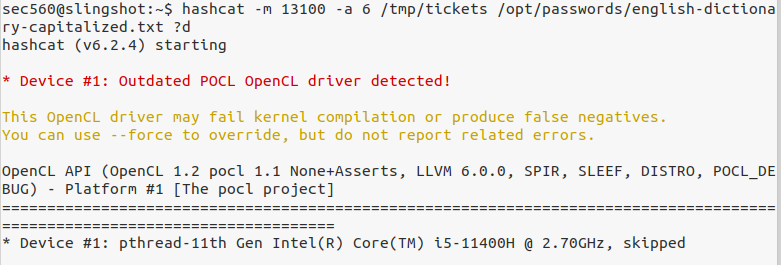 sec560@slingshot:~$ hashcat -m 13100 -a 6 /tmp/tickets /opt/passwords/english-dictiona
ry-capitalized.txt ?d
hashcat (v6.2.4) starting
* Device #1: Outdated POCL OpenCL driver detected!
This OpenCL driver may fail kernel compilation or produce false negatives.
You can use --force to override, but do not report related errors.
OpenCL API (OpenCL 1.2 pocl 1.1 None+Asserts, LLVM 6.0.0, SPIR, SLEEF, DISTRO, POCL_DE
BUG) - Platform #1 [The pocl project]
======================================================================================
=====================================
* Device #1: pthread-11th Gen Intel(R) Core(TM) i5-11400H @ 2.70GHz, skipped